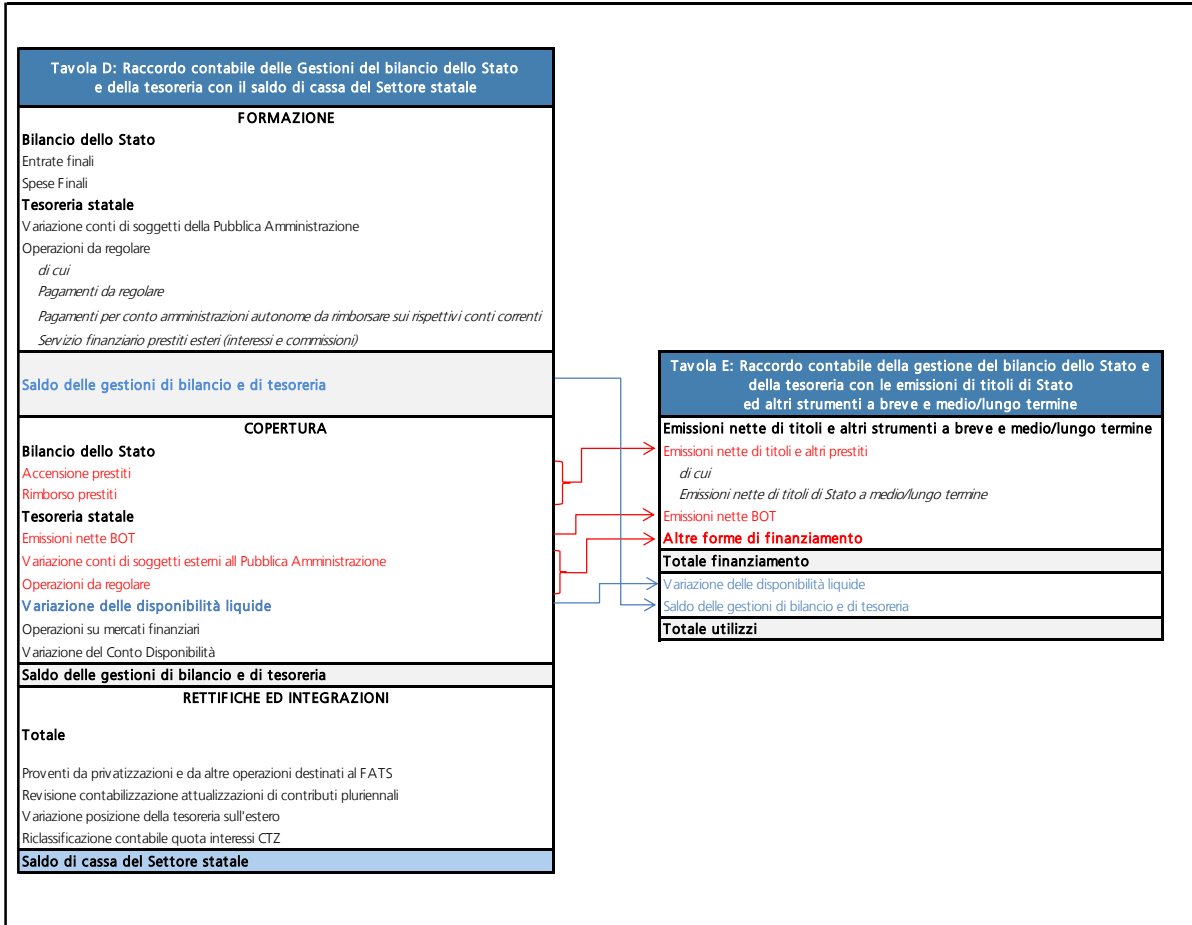 Tavola D: Raccordo contabile delle Gestioni del bilancio dello Stato
e della tesoreria con il saldo di cassa del Settore statale
FORMAZIONE
Bilancio dello Stato
Entrate finali
Spese Finali
Tesoreria statale
Variazione conti di soggetti della Pubblica Amministrazione
Operazioni da regolare
di cui
Pagamenti da regolare
Pagamenti per conto amministrazioni autonome da rimborsare sui rispettivi conti correnti
Servizio finanziario prestiti esteri (interessi e commissioni)
Saldo delle gestioni di bilancio e di tesoreria
COPERTURA
Bilancio dello Stato
Accensione prestiti
Rimborso prestiti
Tesoreria statale
Emissioni nette BOT
Variazione conti di soggetti esterni all Pubblica Amministrazione
Operazioni da regolare
Variazione delle disponibilità liquide
Operazioni su mercati finanziari
Variazione del Conto Disponibilità
Saldo delle gestioni di bilancio e di tesoreria
RETTIFICHE ED INTEGRAZIONI
Totale
Proventi da privatizzazioni e da altre operazioni destinati al FATS
Revisione contabilizzazione attualizzazioni di contributi pluriennali
Variazione posizione della tesoreria sull'estero
Riclassificazione contabile quota interessi CTZ
Saldo di cassa del Settore statale
Tavola E: Raccordo contabile della gestione del bilancio dello Stato e
della tesoreria con le emissioni di titoli di Stato
ed altri strumenti a breve e medio/lungo termine
Emissioni nette di titoli e altri strumenti a breve e medio/lungo termine
Emissioni nette di titoli e altri prestiti
di cui
Emissioni nette di titoli di Stato a medio/lungo termine
Emissioni nette BOT
Altre forme di finanziamento
Totale finanziamento
Variazione delle disponibilità liquide
Saldo delle gestioni di bilancio e di tesoreria
Totale utilizzi